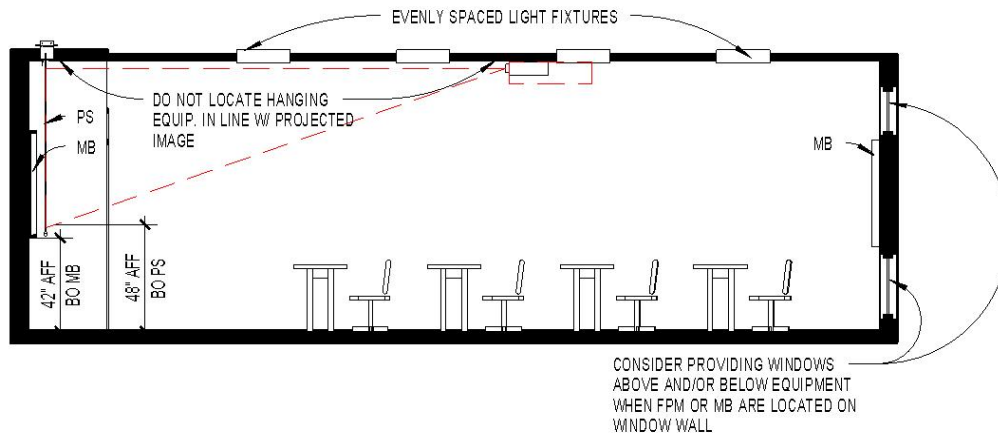 EVENLY SPACED LIGHT FIXTURES
DO NOT LOCATE HANGING
EQUIP. IN LINE W/ PROJECTED
IMAGE
PS
MB
MB
42" AFF
BO MB
48" AFF
BO PS
CONSIDER PROVIDING WINDOWS
ABOVE AND/OR BELOW EQUIPMENT
WHEN FPM OR MB ARE LOCATED ON
WINDOW WALL